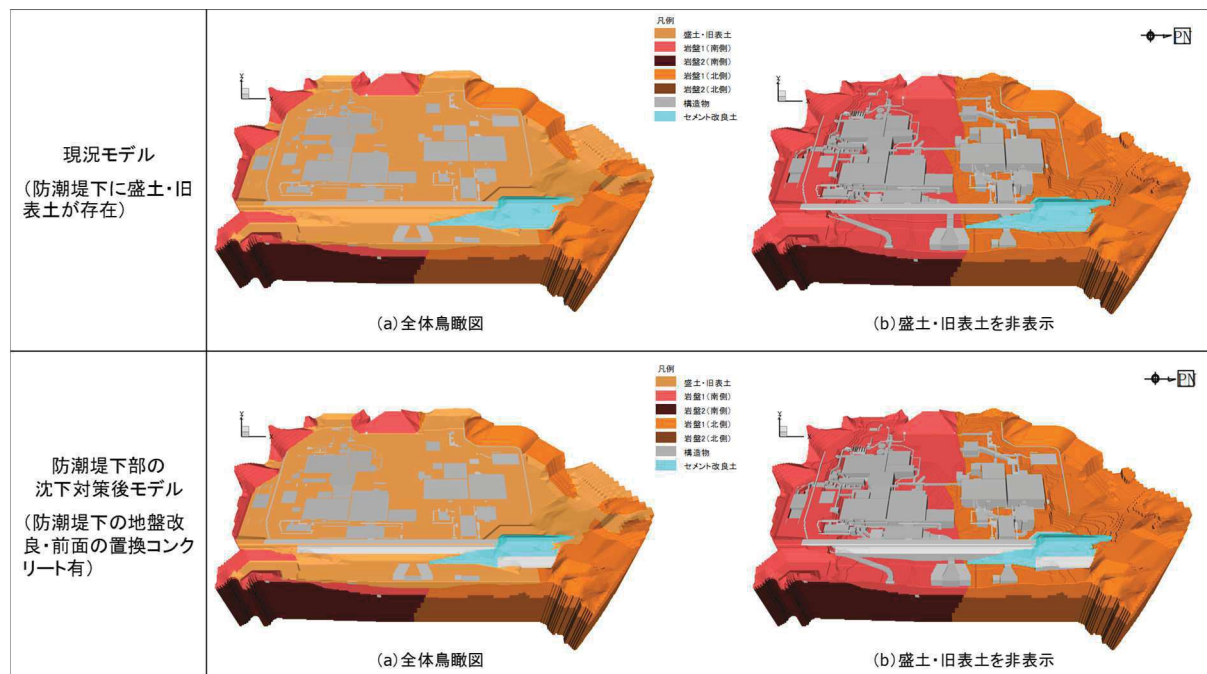 現況モデル
(防潮堤下に盛土・旧
表土が存在)
凡例
盛土・旧表土
岩盤1(南側)
岩盤2(南側)
岩盤1(北側)
岩盤2(北側)
構造物
セメント改良土
PN
(a)全体鳥瞰図
(b)盛土・旧表土を非表示
防潮堤下部の
沈下対策後モデル
(防潮堤下の地盤改
良・前面の置換コンク
リート有)
凡例
盛土・旧表土
岩盤1(南側)
岩盤2(南側)
岩盤1(北側)
岩盤2(北側)
構造物
セメント改良土
PN
(a)全体鳥瞰図
(b)盛土・旧表土を非表示